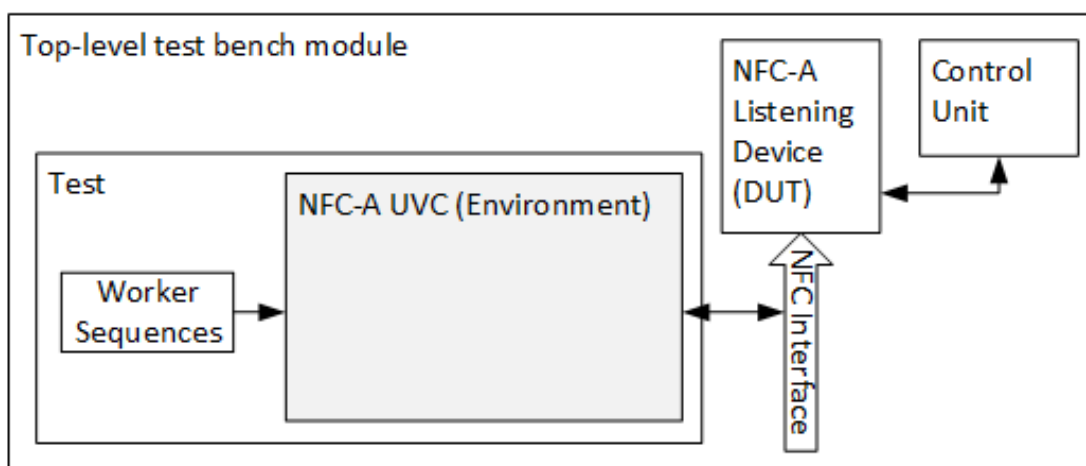 Top-level test bench module
NFC-A
Listening
Device
(DUT)
Control
Unit
Test
NFC-A UVC (Environment)
Worker
Sequences
NFC Interface